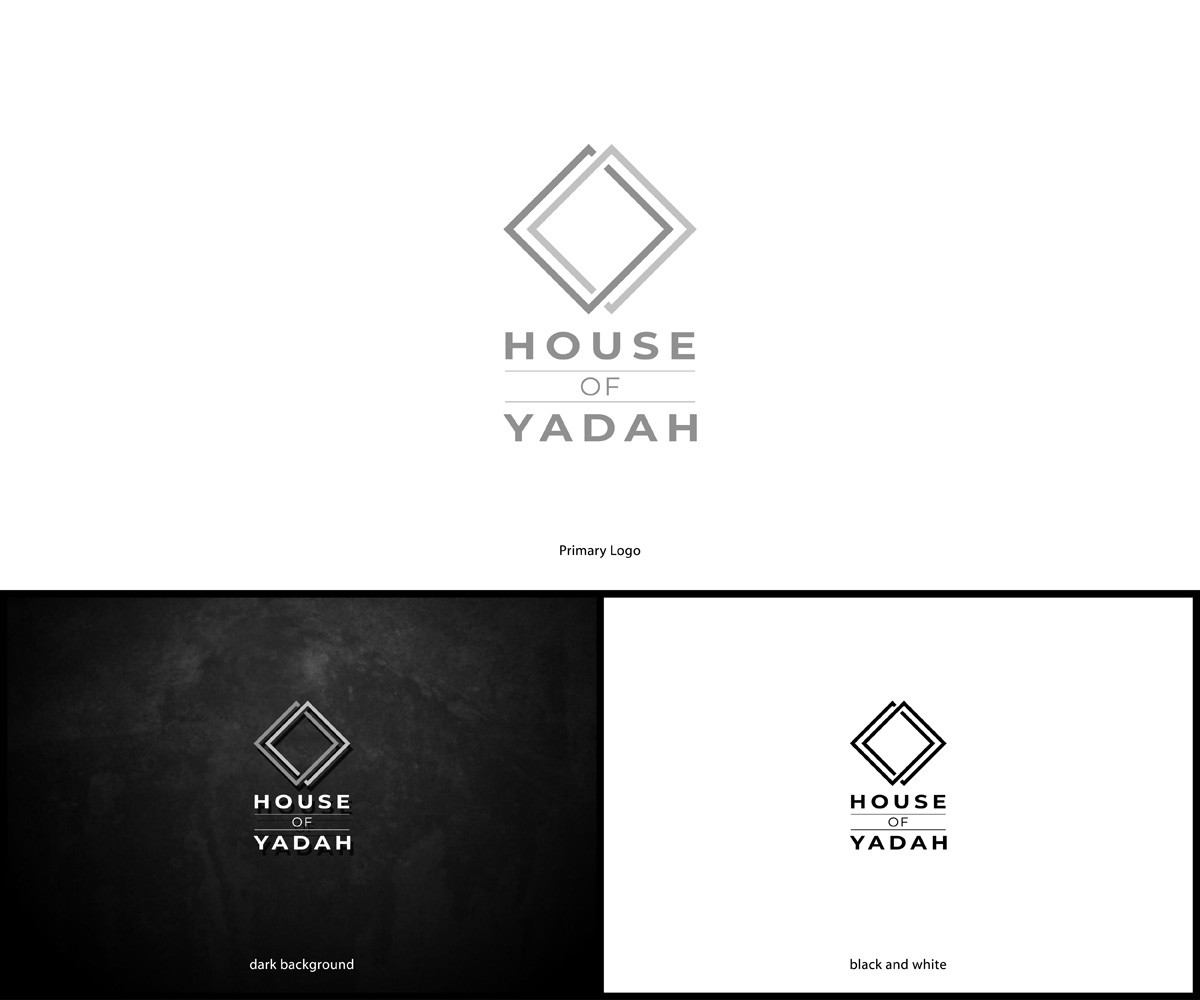 HOUSE
OF
YADAH
Primary Logo
HOUSE
OF
YADAH
dark background
HOUSE
OF
YADAH
black and white